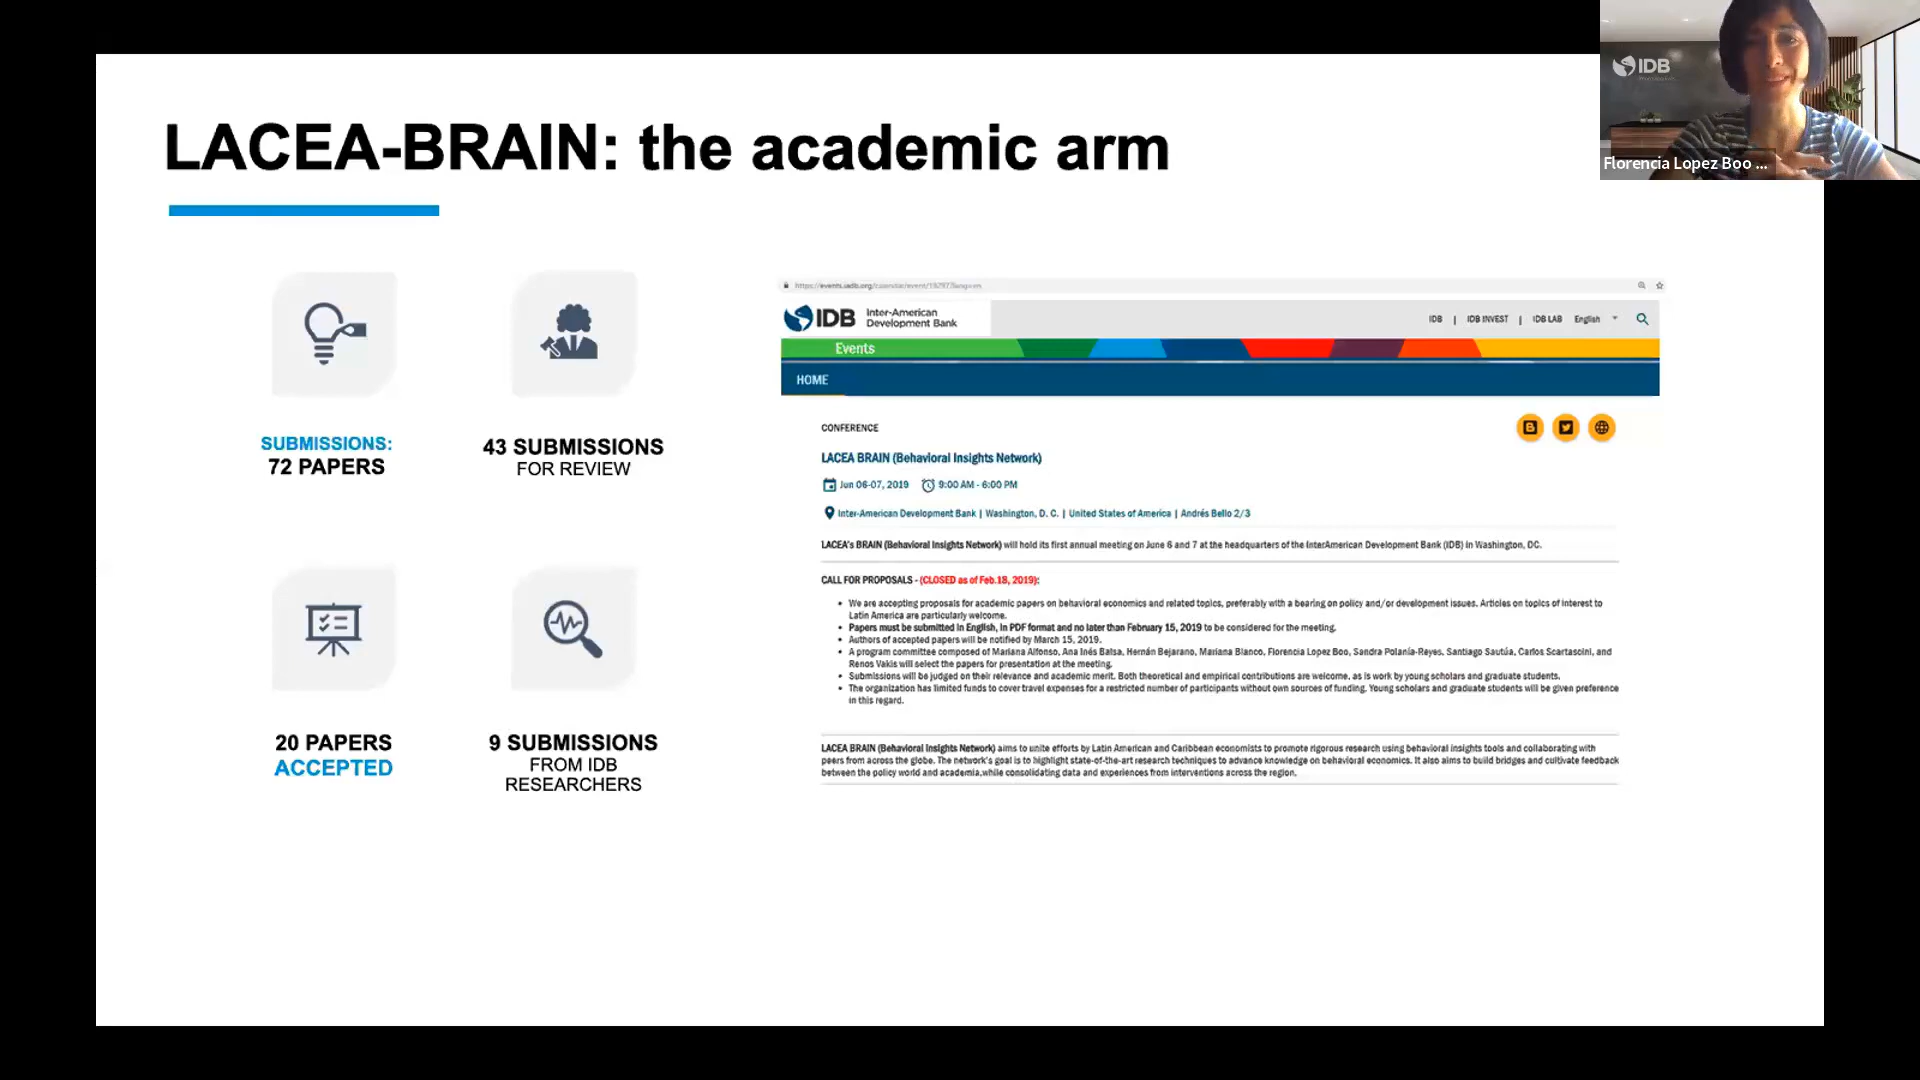 LACEA-BRAIN: the academic arm
SUBMISSIONS:
72 PAPERS
43 SUBMISSIONS
FOR REVIEW
20 PAPERS
ACCEPTED
9 SUBMISSIONS
FROM IDB
RESEARCHERS
IDB
Inter-American
Development Bank
IDB | IDB INVEST | IDB LAB English
Events
HOME
CONFERENCE
LACEA BRAIN (Behavioral Insights Network)
Jun 06-07, 2019 9:00 AM - 6:00 PM
Inter-American Development Bank | Washington, D. C. | United States of America | Andrés Bello 2/3
LACEA's BRAIN (Behavioral Insights Network) will hold its first annual meeting on June 6 and 7 at the headquarters of the InterAmerican Development Bank (IDB) in Washington, DC.
CALL FOR PROPOSALS - (CLOSED as of Feb.18, 2019):
• We are accepting proposals for academic papers on behavioral economics and related topics, preferably with a bearing on policy and/or development issues. Articles on topics of interest to
Latin America are particularly welcome.
• Papers must be submitted in English, in PDF format and no later than February 15, 2019 to be considered for the meeting.
• Authors of accepted papers will be notified by March 15, 2019.
• A program committee composed of Mariana Alfonso, Ana Inés Balsa, Hernán Bejarano, Mariana Blanco, Florencia Lopez Boo, Sandra Polanía-Reyes, Santiago Sautúa, Carlos Scartascini, and
Renos Vakis will select the papers for presentation at the meeting.
• Submissions will be judged on their relevance and academic merit. Both theoretical and empirical contributions are welcome, as is work by young scholars and graduate students.
• The organization has limited funds to cover travel expenses for a restricted number of participants without own sources of funding. Young scholars and graduate students will be given preference
in this regard.
LACEA BRAIN (Behavioral Insights Network) aims to unite efforts by Latin American and Caribbean economists to promote rigorous research using behavioral insights tools and collaborating with
peers from across the globe. The network's goal is to highlight state-of-the-art research techniques to advance knowledge on behavioral economics. It also aims to build bridges and cultivate feedback
between the policy world and academia,while consolidating data and experiences from interventions across the region.
IDB
Florencia Lopez Boo ...